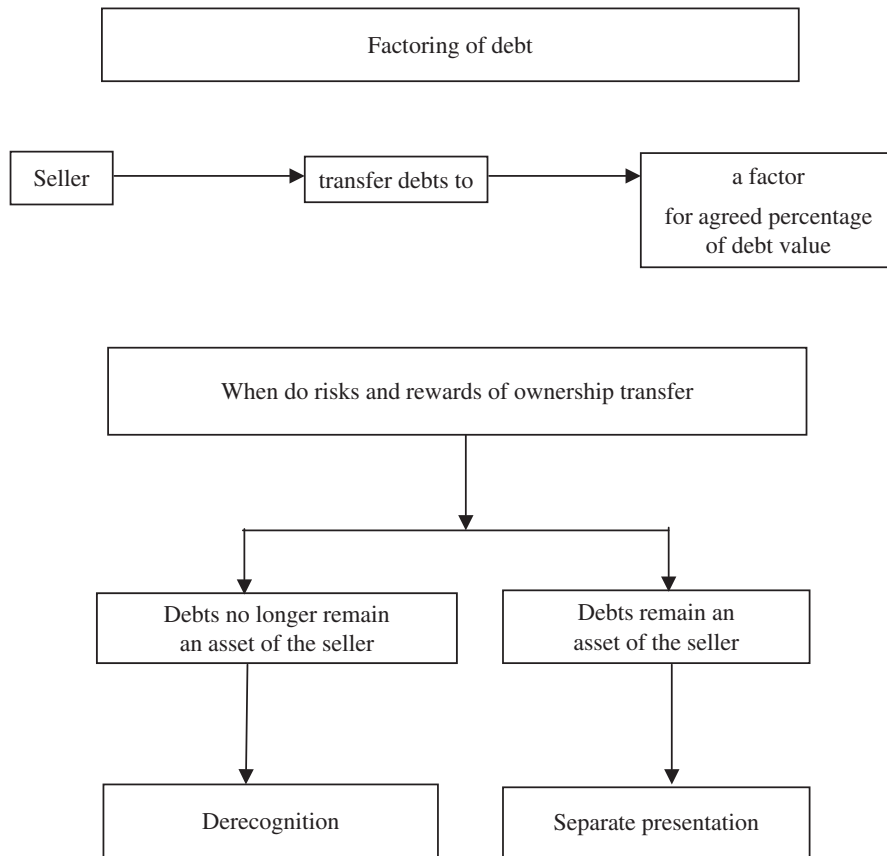 Factoring of debt
Seller
transfer debts to
a factor
for agreed percentage
of debt value
When do risks and rewards of ownership transfer
Debts no longer remain
an asset of the seller
Debts remain an
asset of the seller
Derecognition
Separate presentation